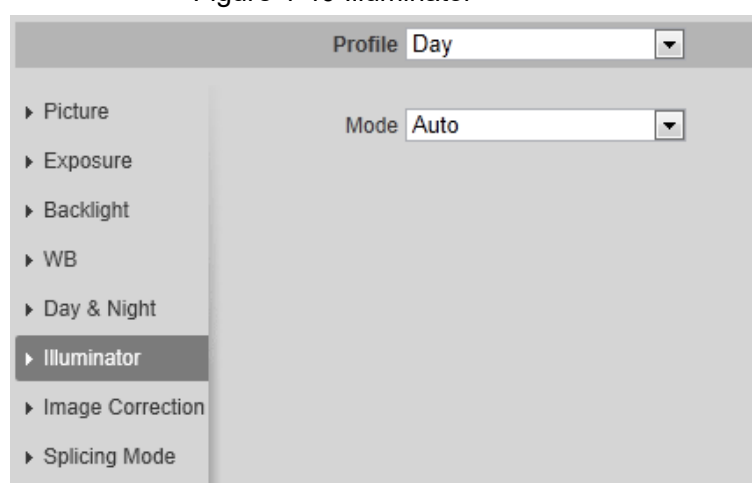 Profile Day
Picture
Mode Auto
Exposure
Backlight
WB
Day & Night
Illuminator
Image Correction
Splicing Mode